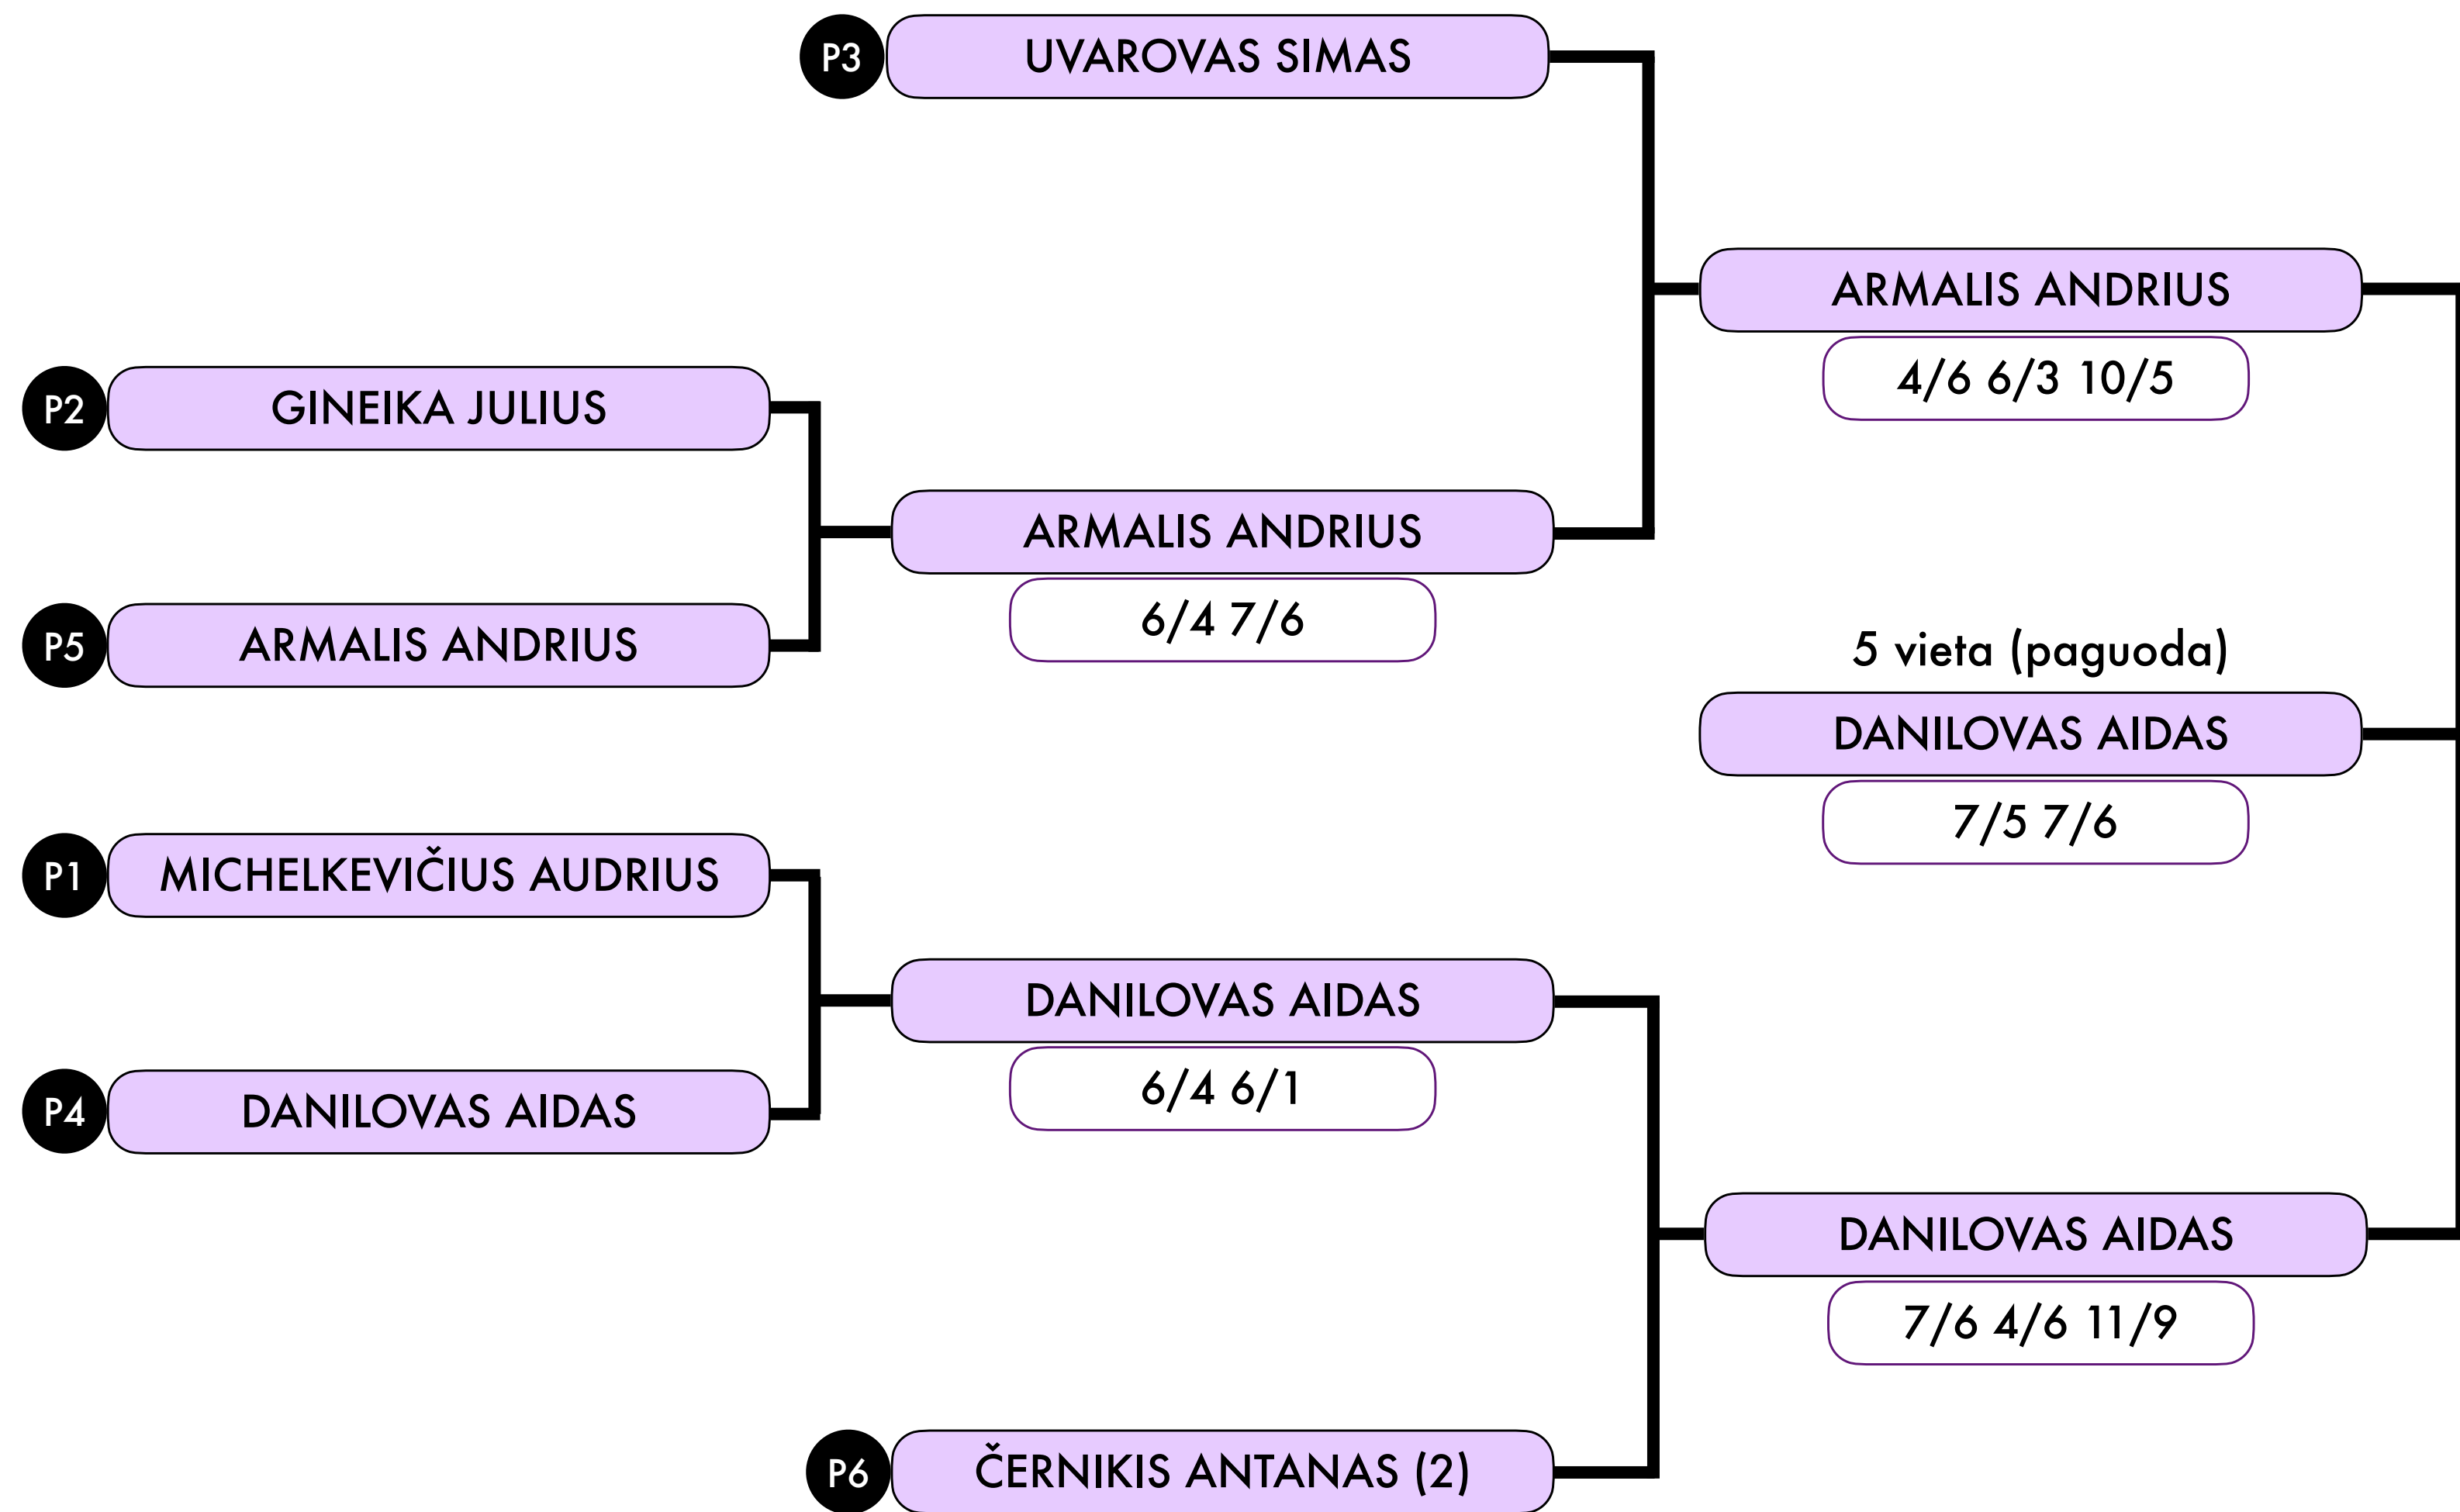 P3
UVAROVAS SIMAS
ARMALIS ANDRIUS
4/6 6/3 10/5
P2
GINEIKA JULIUS
ARMALIS ANDRIUS
6/4 7/6
P5
ARMALIS ANDRIUS
5 vieta (paguoda)
DANILOVAS AIDAS
7/5 7/6
P1
MICHELKEVIČIUS AUDRIUS
DANILOVAS AIDAS
6/4 6/1
P4
DANILOVAS AIDAS
DANILOVAS AIDAS
7/6 4/6 11/9
P6
ČERNIKIS ANTANAS (2)